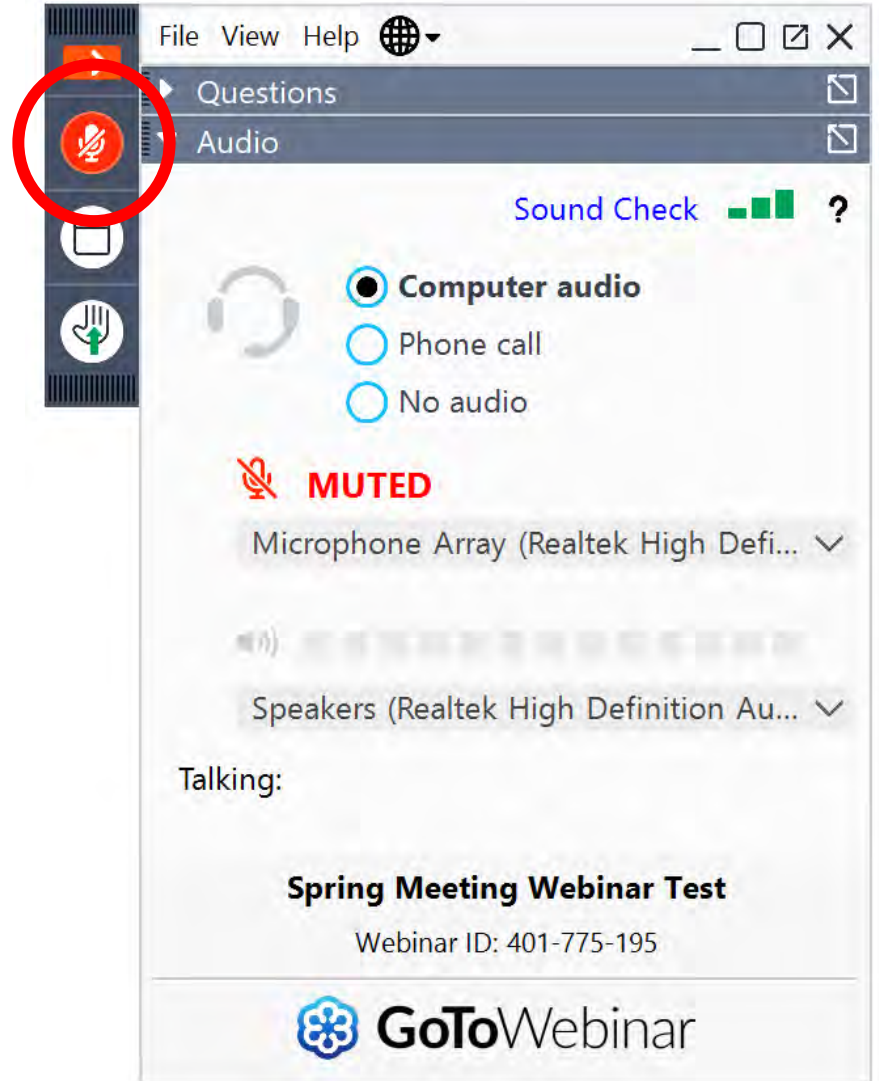 File View Help
Questions
Audio
Sound Check ?
Computer audio
Phone call
No audio
MUTED
Microphone Array (Realtek High Defi...
Speakers (Realtek High Definition Au...
Talking:
Spring Meeting Webinar Test
Webinar ID: 401-775-195
GoToWebinar